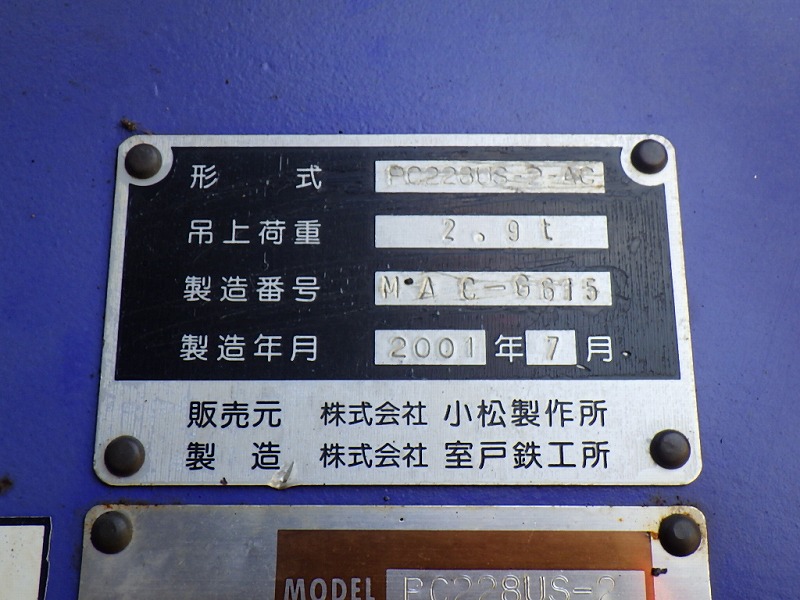 形式 PC228US-2-AC
吊上荷重 2.9t
製造番号 MAC-G615
製造年月 2001年7月
販売元 株式会社 小松製作所
製造 株式会社 室戸鉄工所
MODEL PC228US-2